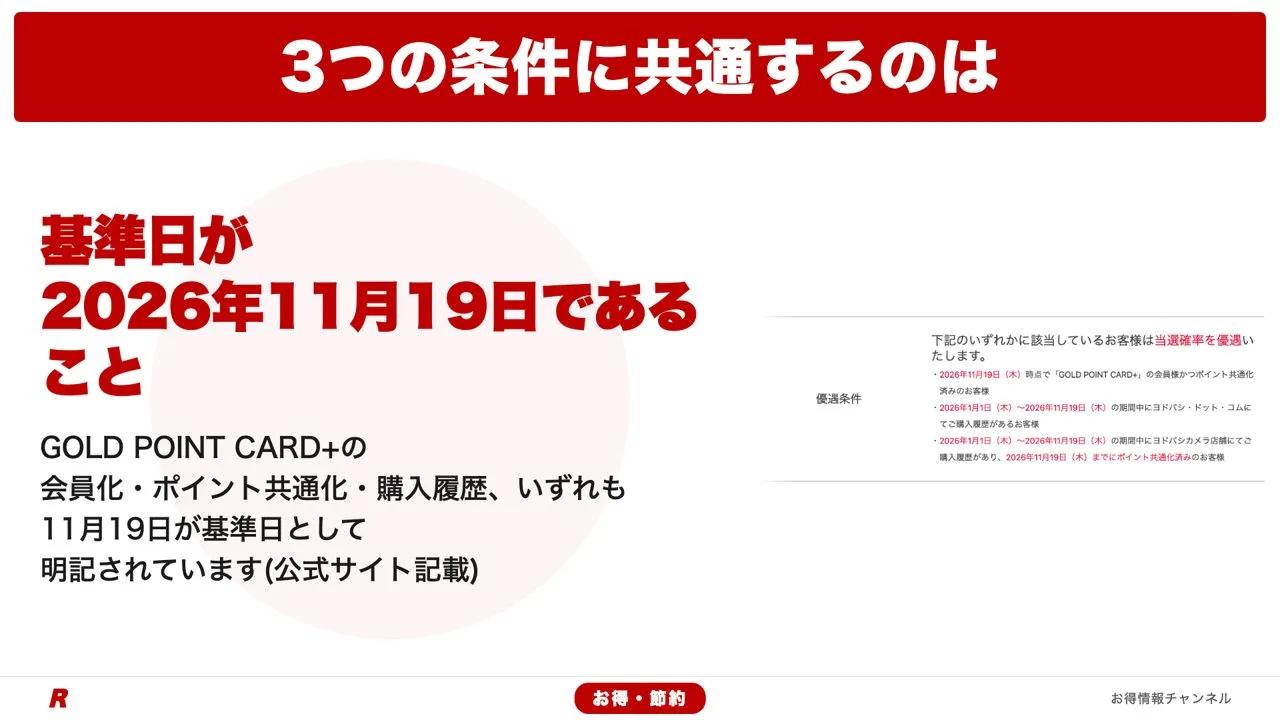 3つの条件に共通するのは
基準日が
2026年11月19日である
こと
GOLD POINT CARD+の
会員化・ポイント共通化・購入履歴、いずれも
11月19日が基準日として
明記されています(公式サイト記載)
優遇条件
下記のいずれかに該当しているお客様は当選確率を優遇い
たします。
・2026年11月19日（木）時点で「GOLD POINT CARD+」の会員様かつポイント共通化
済みのお客様
・2026年1月1日（木）～2026年11月19日（木）の期間中にヨドバシ・ドット・コムに
てご購入履歴があるお客様
・2026年1月1日（木）～2026年11月19日（木）の期間中にヨドバシカメラ店舗にてご
購入履歴があり、2026年11月19日（木）までにポイント共通化済みのお客様
R
お得・節約
お得情報チャンネル